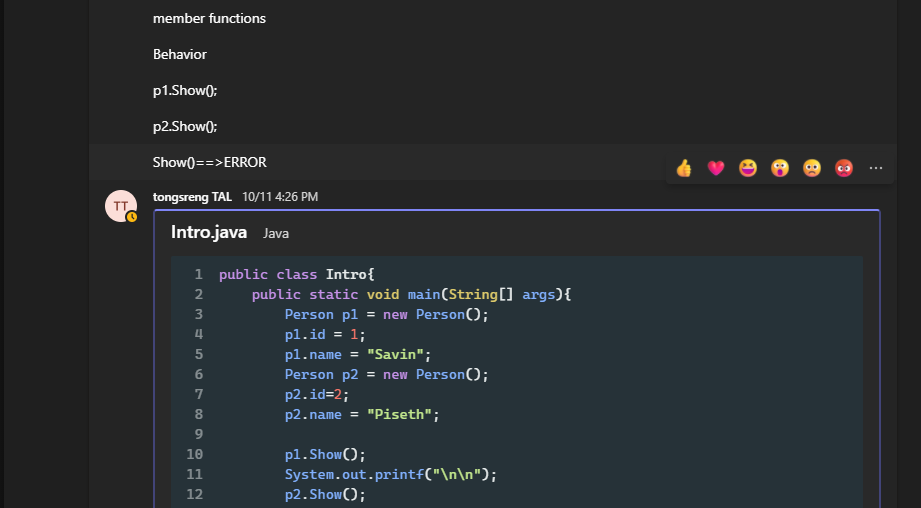 member functions
Behavior
p1.Show();
p2.Show();
Show()==>ERROR
TT
tongsreng TAL 10/11 4:26 PM
Intro.java Java
1 public class Intro{
2 public static void main(String[] args){
3 Person p1 = new Person();
4 p1.id = 1;
5 p1.name = "Savin";
6 Person p2 = new Person();
7 p2.id=2;
8 p2.name = "Piseth";
9
10 p1.Show();
11 System.out.printf("\n\n");
12 p2.Show();